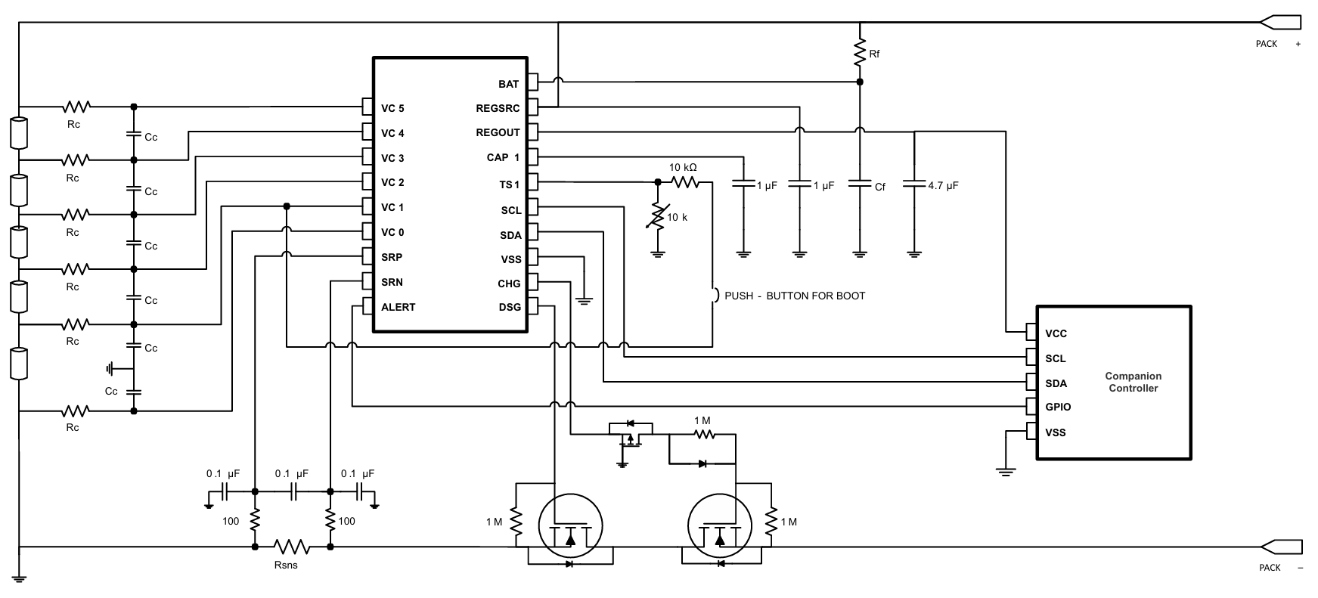 PACK +
Rf
BAT
VC 5
REGSRC
Rc
Cc
VC 4
REGOUT
Rc
VC 3
CAP 1
10 kΩ
Cc
VC 2
TS1
1 µF
1 µF
Cf
4.7 µF
Rc
VC 1
SCL
10 k
Cc
VC 0
SDA
Rc
SRP
VSS
Cc
SRN
CHG
PUSH - BUTTON FOR BOOT
ALERT
DSG
Rc
Cc
VCC
SCL
Companion
Controller
SDA
Cc
GPIO
Rc
1 M
VSS
0.1 µF
0.1 µF
0.1 µF
100
100
1 M
1 M
Rsns
PACK −